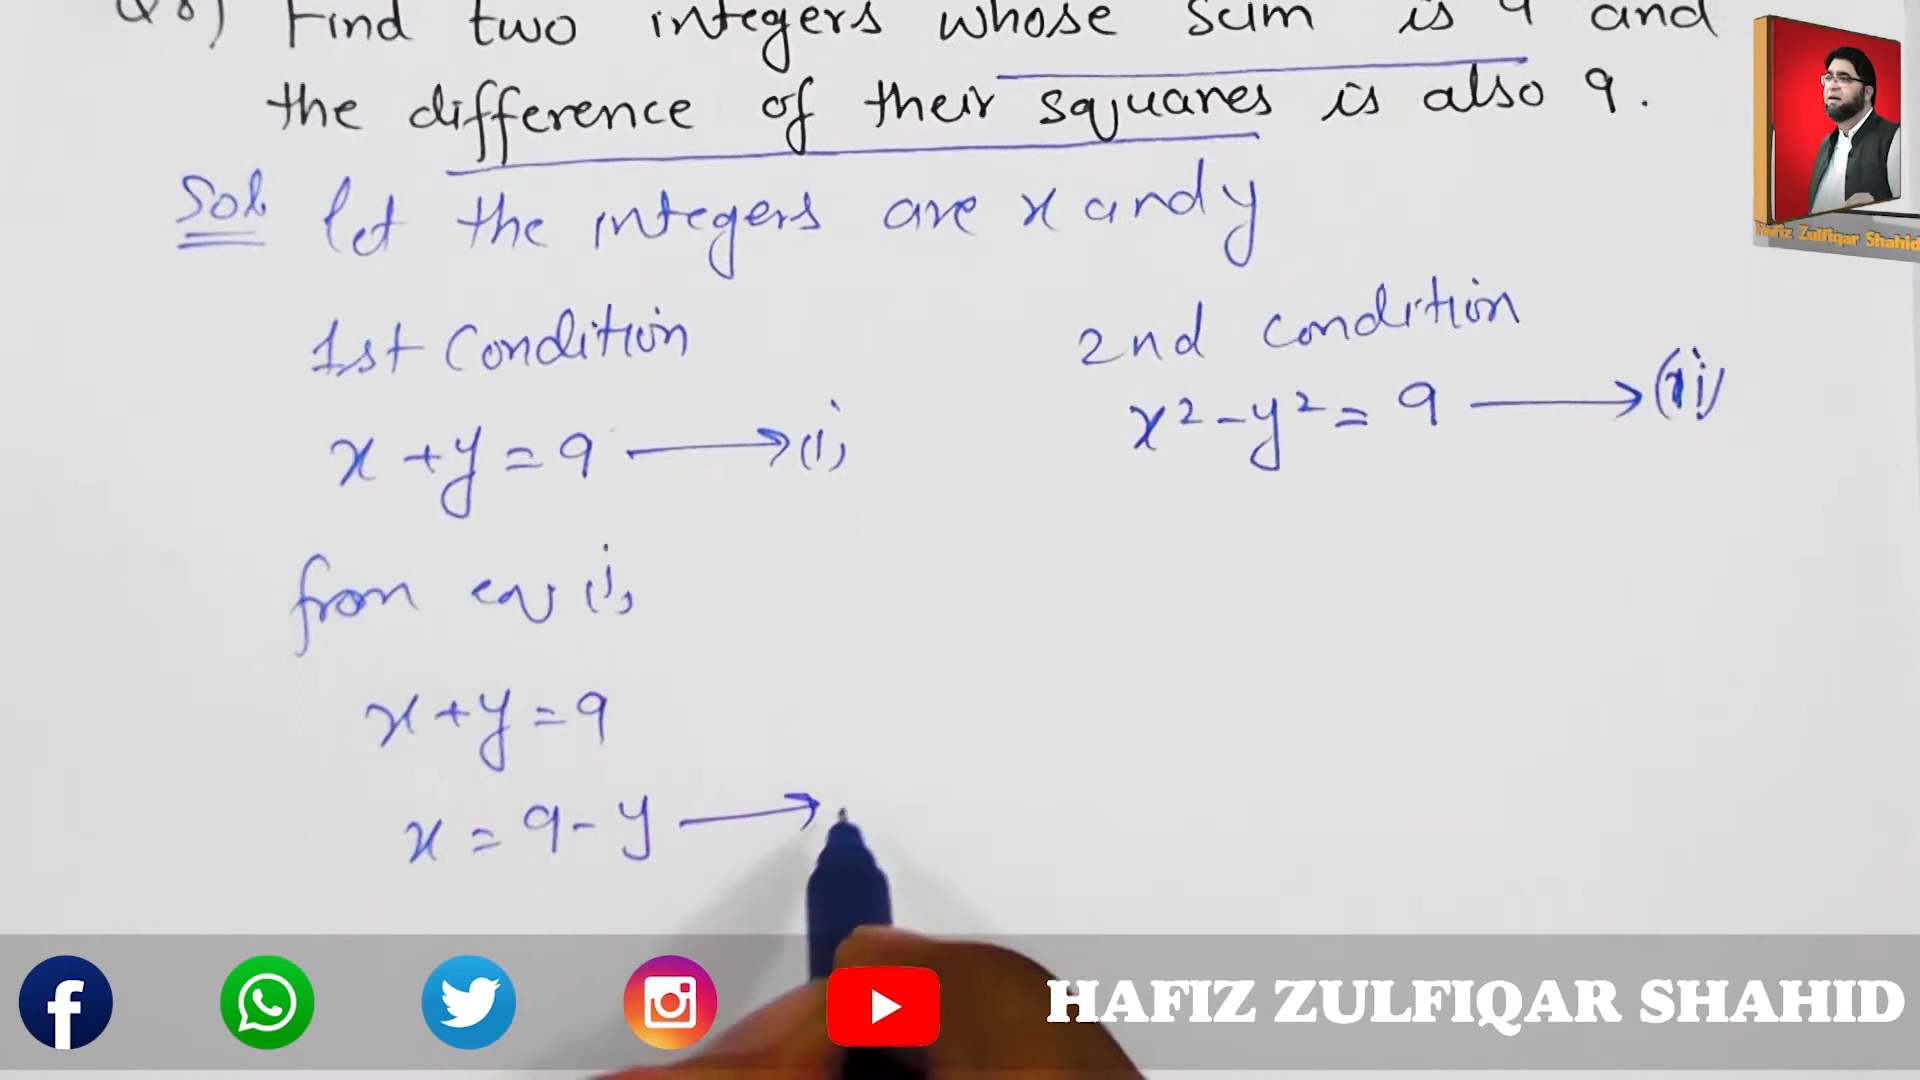 Q8) Find two integers whose sum is 9 and
the difference of their squares is also 9.
Sol let the integers are x and y
1st Condition
2nd condition
x + y = 9 → (i)
x² - y² = 9 → (ii)
from eq (i)
x + y = 9
x = 9 - y →
Hafiz Zulfiqar Shahid
HAFIZ ZULFIQAR SHAHID